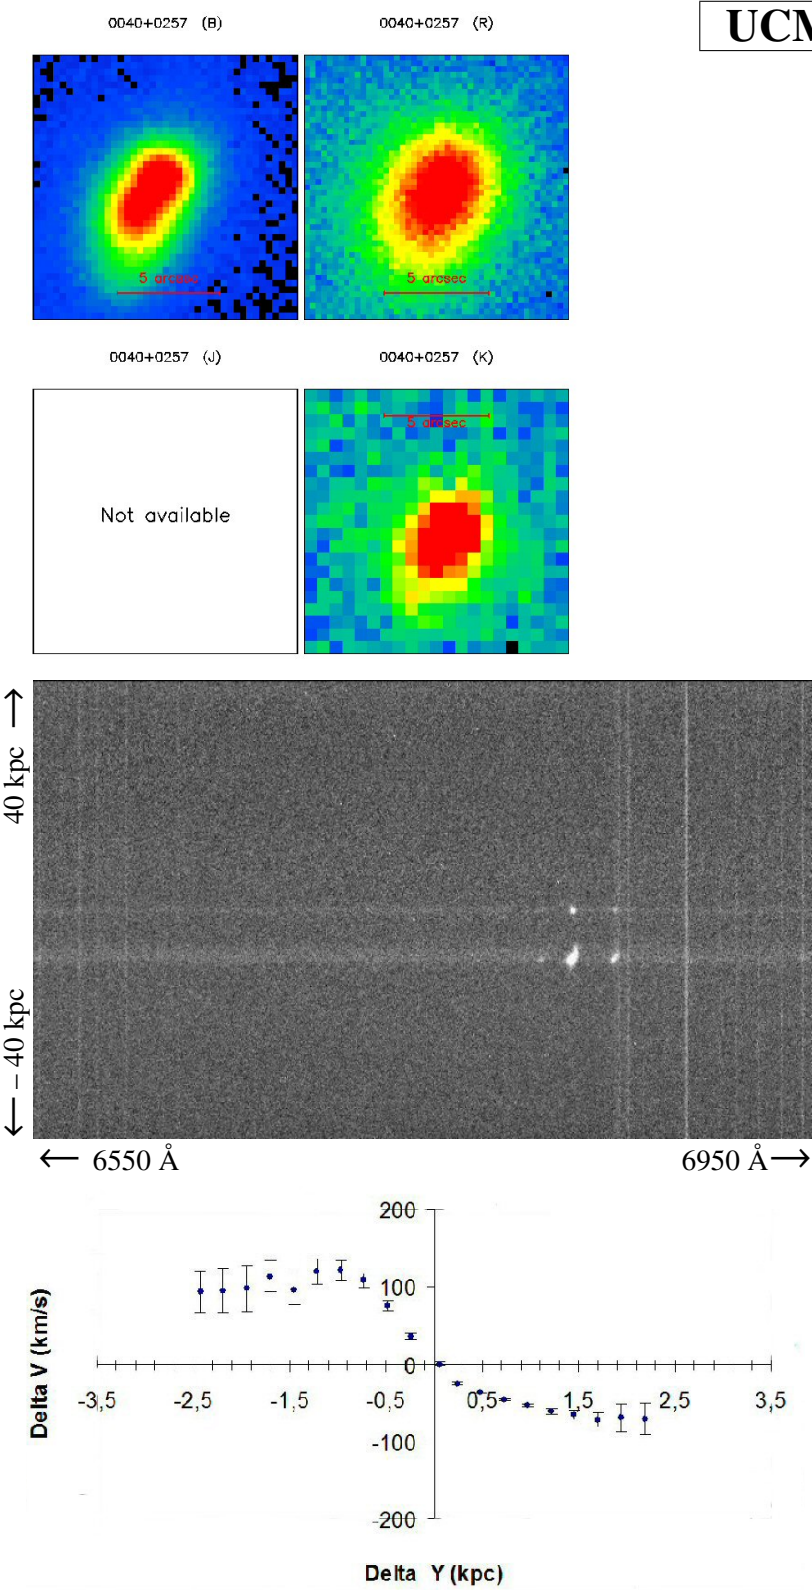 0040+0257 (B)
0040+0257 (R)
UCM
5 arcsec
5 arcsec
0040+0257 (J)
0040+0257 (K)
5 arcsec
Not available
40 kpc
– 40 kpc
6550 Å
6950 Å
200
100
0
-3,5
-2,5
-1,5
-0,5
0,5
1,5
2,5
3,5
-100
-200
Delta V (km/s)
Delta Y (kpc)